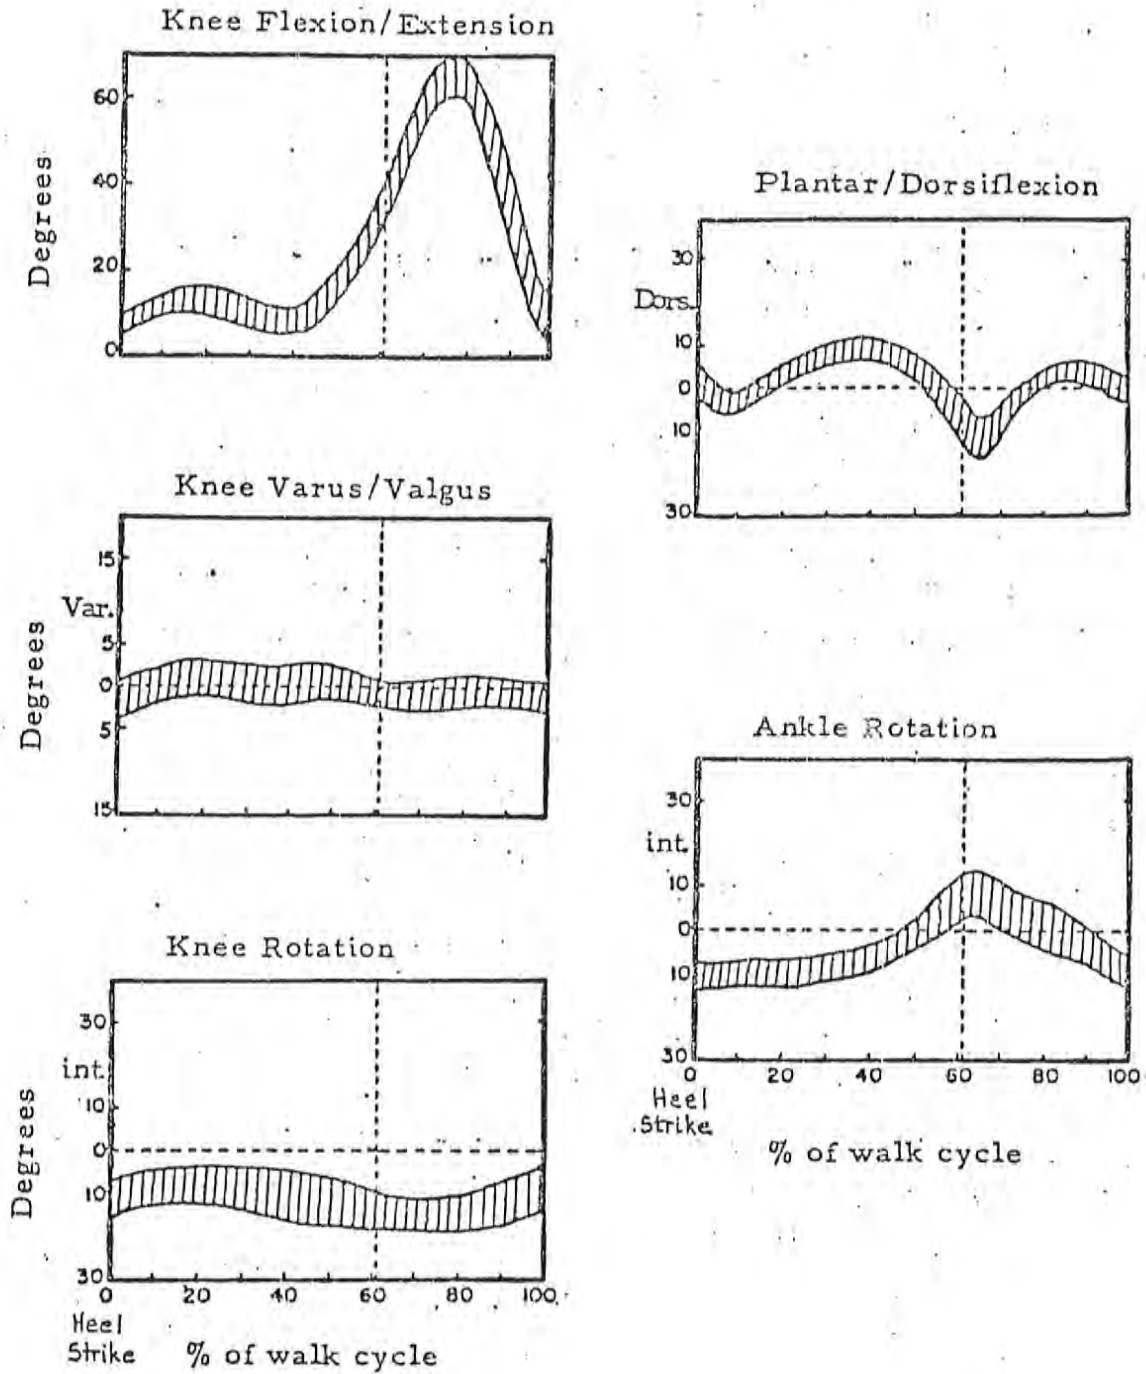 Knee Flexion/Extension
60
40
20
0
Degrees
Plantar/Dorsiflexion
30
Dors.
10
0
10
30
Knee Varus/Valgus
15
Var.
5
0
5
15
Degrees
Ankle Rotation
30
int.
10
0
10
30
0 20 40 60 80 100
Heel
Strike
% of walk cycle
Knee Rotation
30
int.
10
0
10
30
Degrees
0 20 40 60 80 100
Heel
Strike % of walk cycle